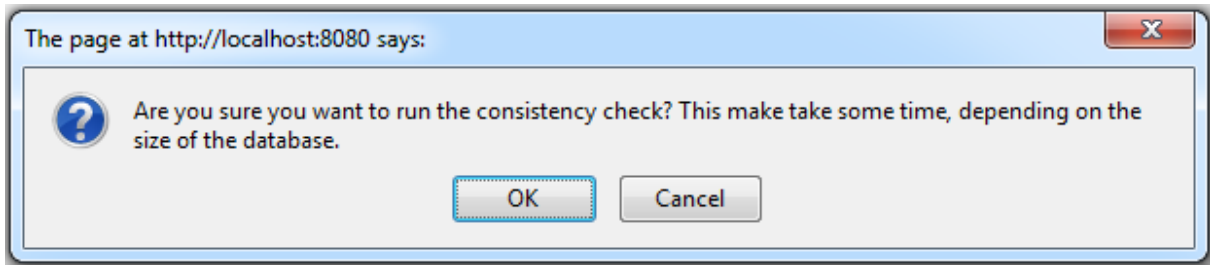 The page at http://localhost:8080 says:
Are you sure you want to run the consistency check? This make take some time, depending on the
size of the database.
OK
Cancel